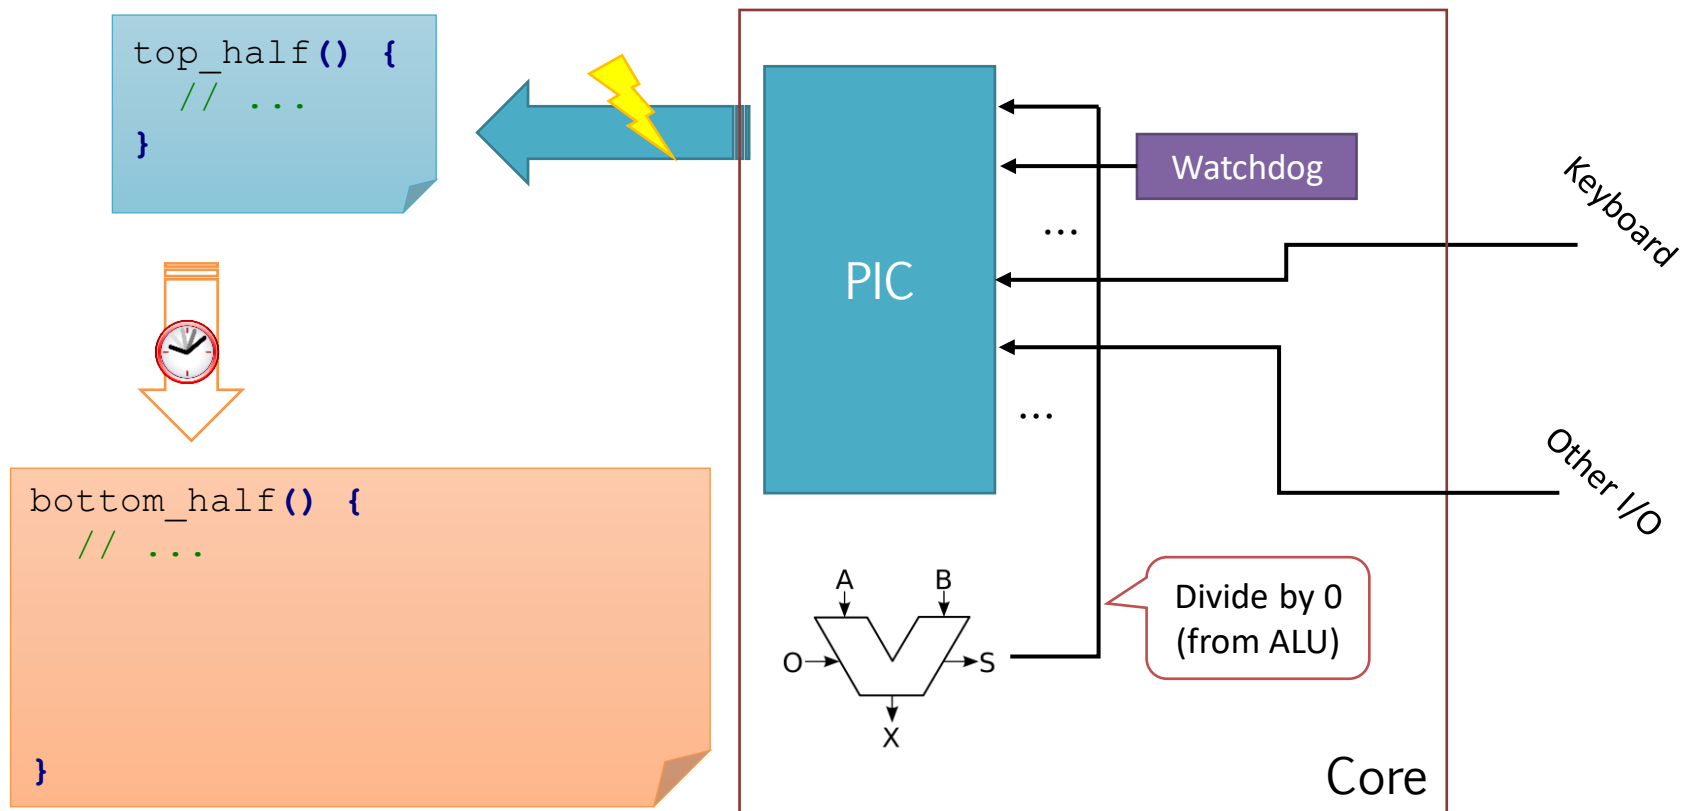 top_half() {
// ...
}
bottom_half() {
// ...
}
PIC
Watchdog
...
...
Keyboard
Other I/O
Divide by 0
(from ALU)
A
B
O
S
X
Core